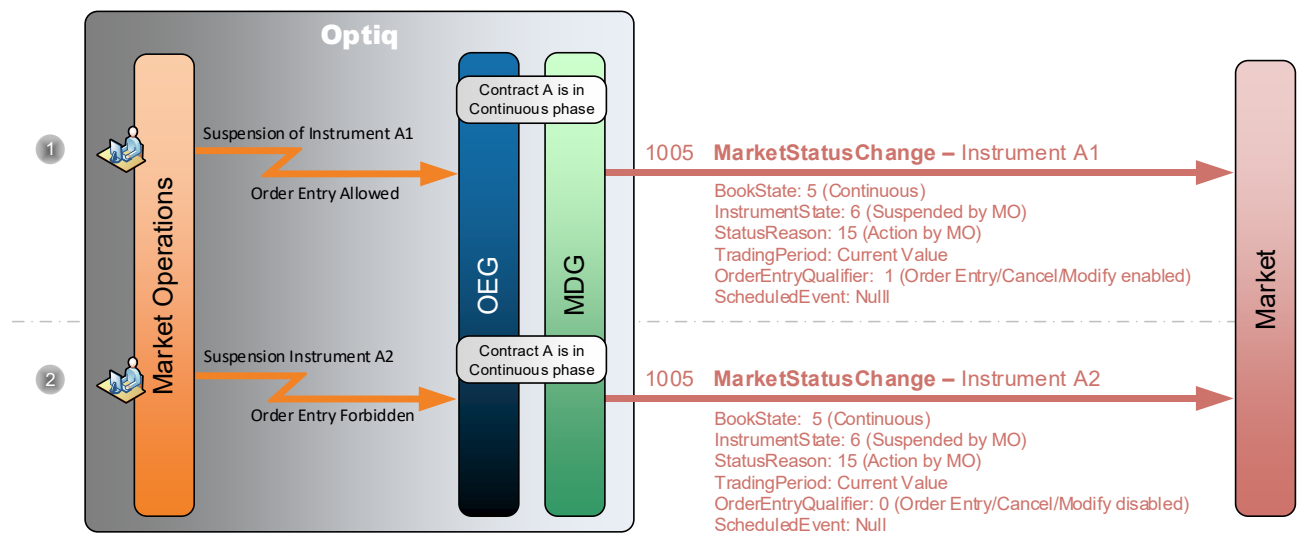 Optiq
Contract A is in
Continuous phase
1
Suspension of Instrument A1
Order Entry Allowed
1005 MarketStatusChange – Instrument A1
BookState: 5 (Continuous)
InstrumentState: 6 (Suspended by MO)
StatusReason: 15 (Action by MO)
TradingPeriod: Current Value
OrderEntryQualifier: 1 (Order Entry/Cancel/Modify enabled)
ScheduledEvent: Nulll
Market Operations
OEG
MDG
Market
Contract A is in
Continuous phase
2
Suspension Instrument A2
Order Entry Forbidden
1005 MarketStatusChange – Instrument A2
BookState: 5 (Continuous)
InstrumentState: 6 (Suspended by MO)
StatusReason: 15 (Action by MO)
TradingPeriod: Current Value
OrderEntryQualifier: 0 (Order Entry/Cancel/Modify disabled)
ScheduledEvent: Null